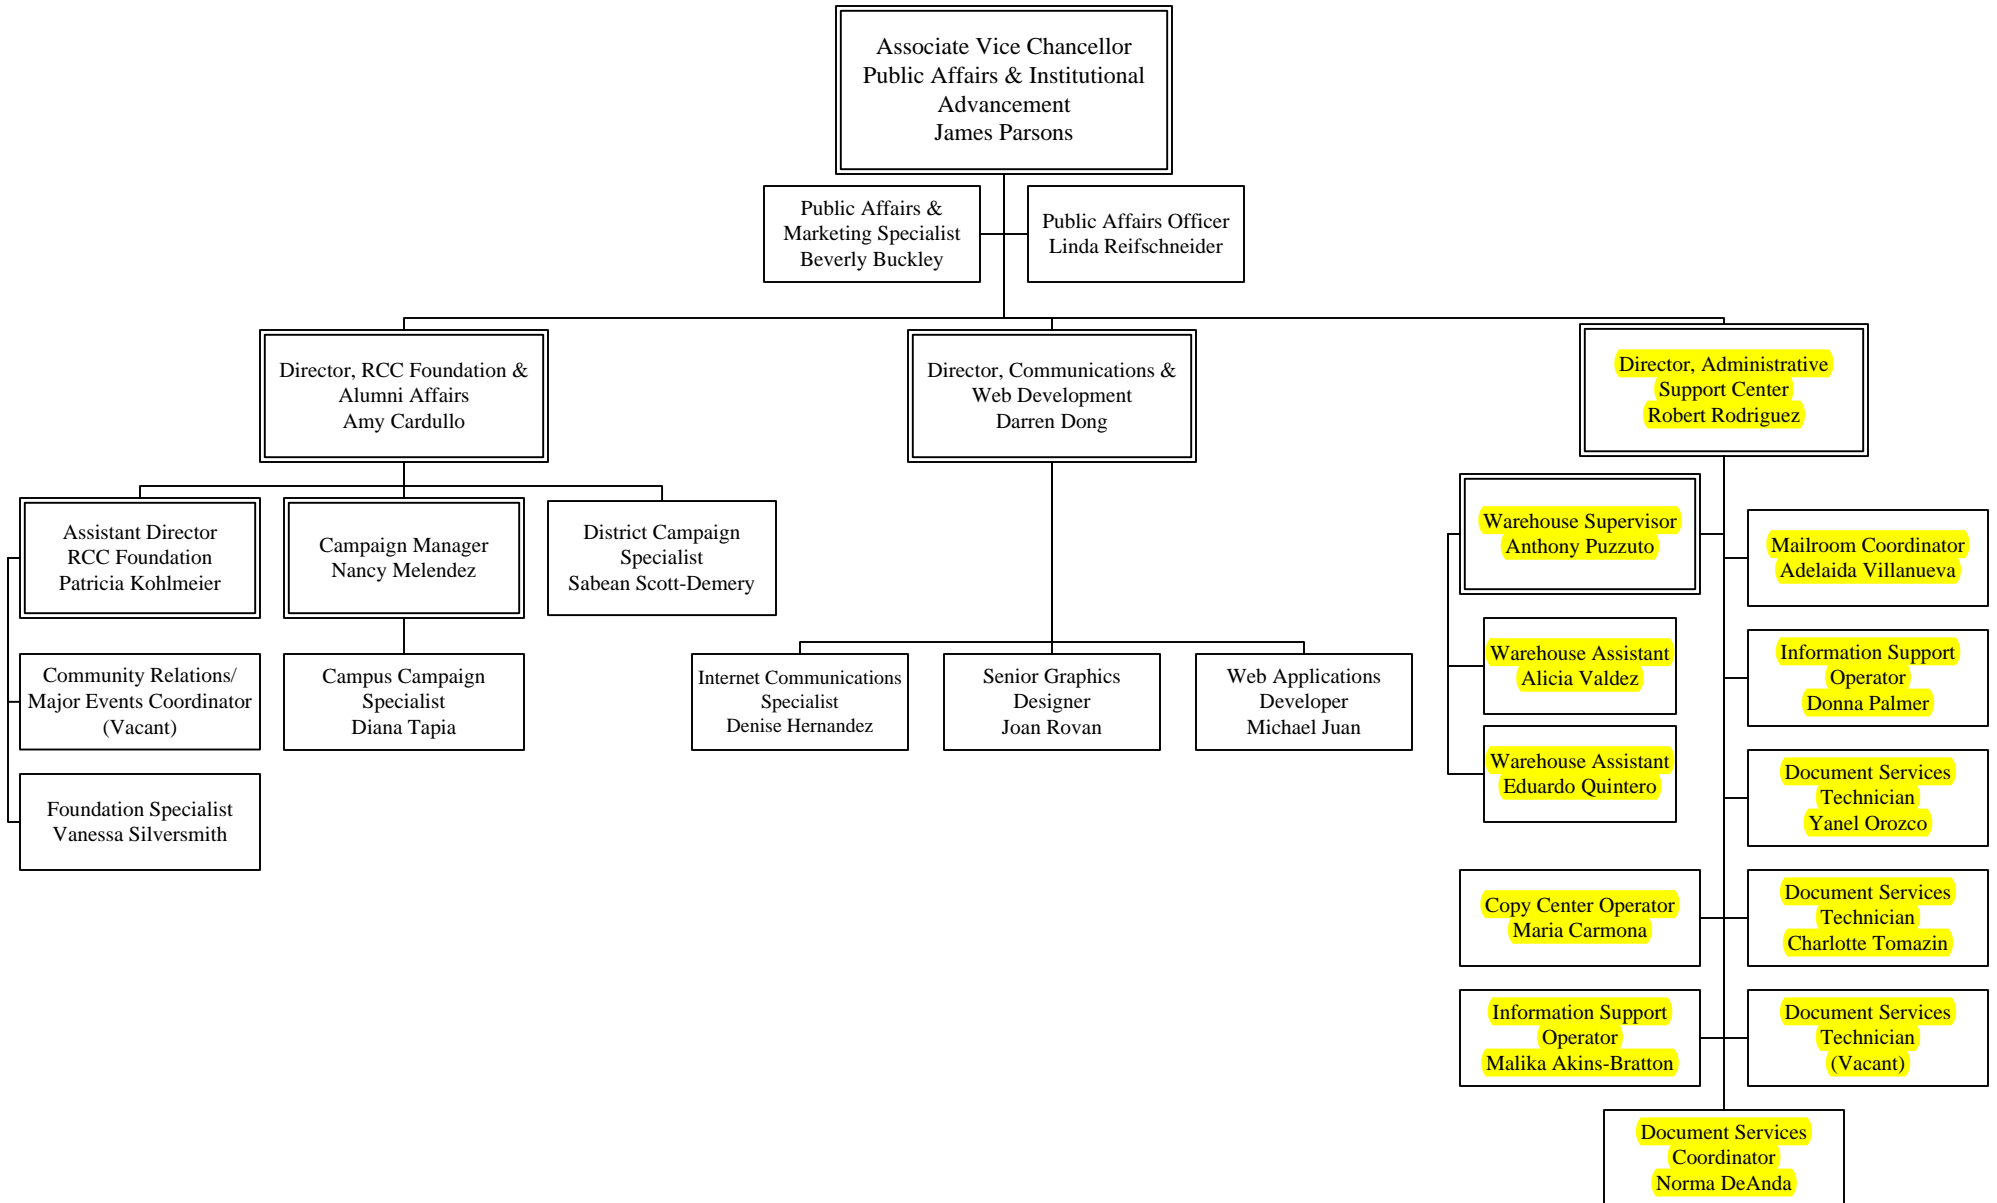 Associate Vice Chancellor
Public Affairs & Institutional
Advancement
James Parsons
Public Affairs &
Marketing Specialist
Beverly Buckley
Public Affairs Officer
Linda Reifschneider
Director, RCC Foundation &
Alumni Affairs
Amy Cardullo
Director, Communications &
Web Development
Darren Dong
Director, Administrative
Support Center
Robert Rodriguez
Assistant Director
RCC Foundation
Patricia Kohlmeier
Campaign Manager
Nancy Melendez
District Campaign
Specialist
Sabean Scott-Demery
Community Relations/
Major Events Coordinator
(Vacant)
Campus Campaign
Specialist
Diana Tapia
Foundation Specialist
Vanessa Silversmith
Internet Communications
Specialist
Denise Hernandez
Senior Graphics
Designer
Joan Rovan
Web Applications
Developer
Michael Juan
Warehouse Supervisor
Anthony Puzzuto
Mailroom Coordinator
Adelaida Villanueva
Warehouse Assistant
Alicia Valdez
Information Support
Operator
Donna Palmer
Warehouse Assistant
Eduardo Quintero
Document Services
Technician
Yanel Orozco
Copy Center Operator
Maria Carmona
Document Services
Technician
Charlotte Tomazin
Information Support
Operator
Malika Akins-Bratton
Document Services
Technician
(Vacant)
Document Services
Coordinator
Norma DeAnda